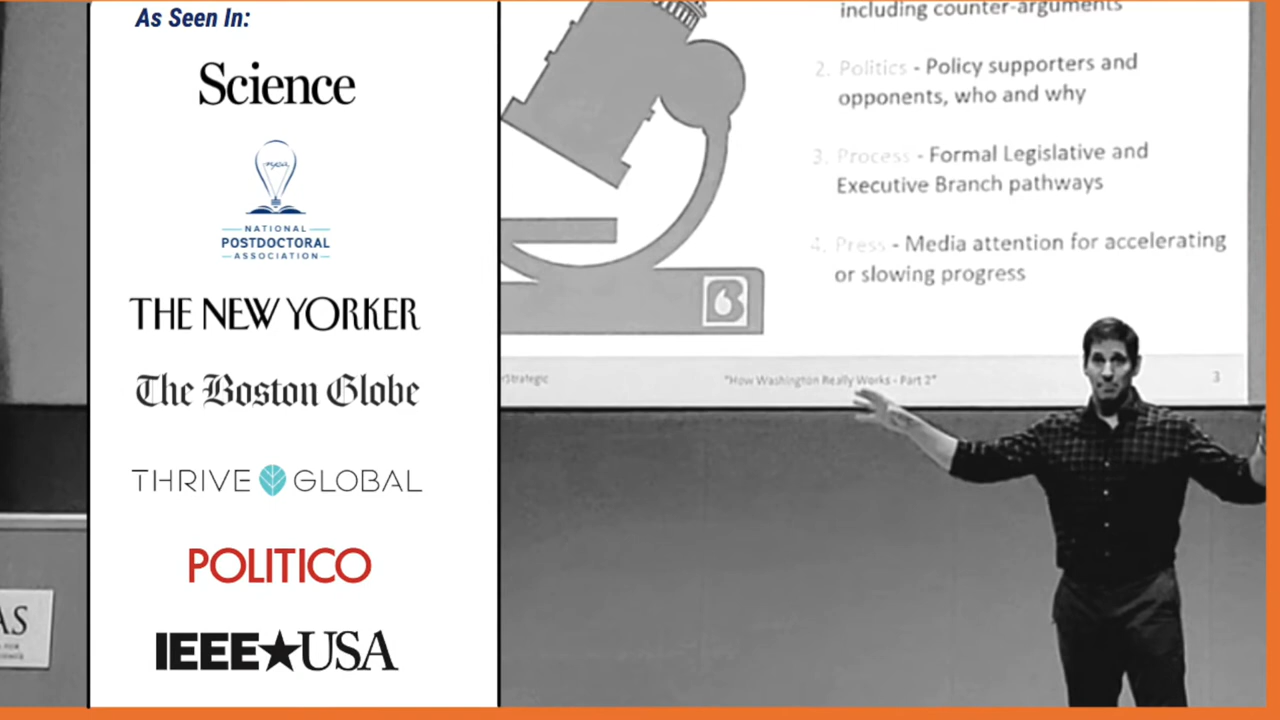 As Seen In:
Science
NATIONAL
POSTDOCTORAL
ASSOCIATION
THE NEW YORKER
The Boston Globe
THRIVE GLOBAL
POLITICO
IEEE★USA
including counter-arguments
2. Politics - Policy supporters and
opponents, who and why
3. Process - Formal Legislative and
Executive Branch pathways
4. Press - Media attention for accelerating
or slowing progress
B
rStrategic
"How Washington Really Works - Part 2"
3
AS